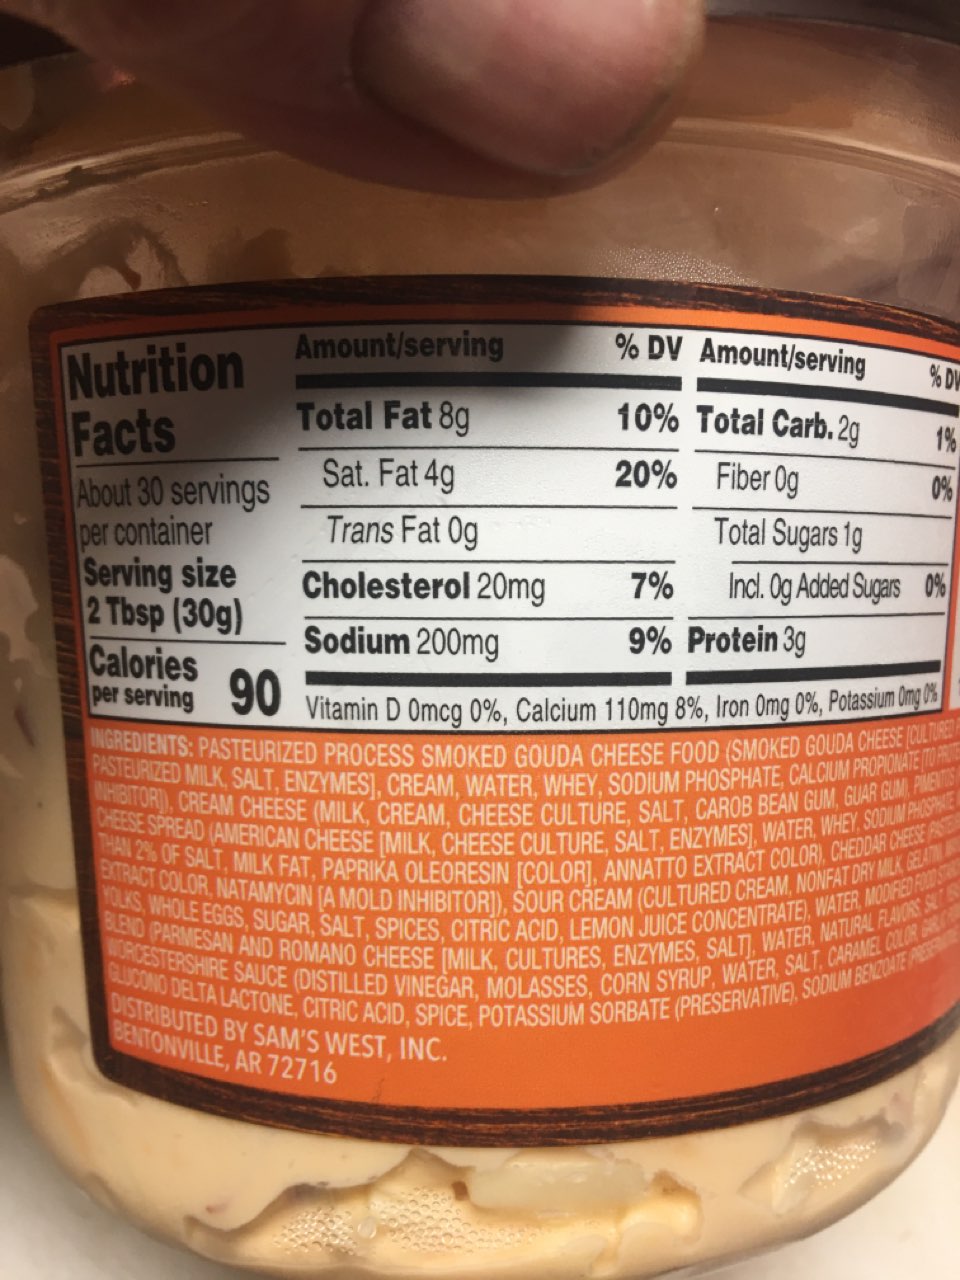 Nutrition
Facts
About 30 servings
per container
Serving size
2 Tbsp (30g)
Calories
per serving 90
Amount/serving % DV
Total Fat 8g 10%
Sat. Fat 4g 20%
Trans Fat 0g
Cholesterol 20mg 7%
Sodium 200mg 9%
Amount/serving % DV
Total Carb. 2g 1%
Fiber 0g 0%
Total Sugars 1g
Incl. 0g Added Sugars 0%
Protein 3g
Vitamin D 0mcg 0%, Calcium 110mg 8%, Iron 0mg 0%, Potassium 0mg 0%
INGREDIENTS: PASTEURIZED PROCESS SMOKED GOUDA CHEESE FOOD (SMOKED GOUDA CHEESE [CULTURED
PASTEURIZED MILK, SALT, ENZYMES], CREAM, WATER, WHEY, SODIUM PHOSPHATE, CALCIUM PROPIONATE [TO
INHIBITOR]), CREAM CHEESE (MILK, CREAM, CHEESE CULTURE, SALT, CAROB BEAN GUM, GUAR GUM), PIMENTOS
CHEESE SPREAD (AMERICAN CHEESE [MILK, CHEESE CULTURE, SALT, ENZYMES], WATER, WHEY, SODIUM PHOSPHATE,
THAN 2% OF SALT, MILK FAT, PAPRIKA OLEORESIN [COLOR], ANNATTO EXTRACT COLOR), CHEDDAR CHEESE
EXTRACT COLOR, NATAMYCIN [A MOLD INHIBITOR]), SOUR CREAM (CULTURED CREAM, NONFAT DRY MILK, GELATIN,
YOLKS, WHOLE EGGS, SUGAR, SALT, SPICES, CITRIC ACID, LEMON JUICE CONCENTRATE), WATER, MODIFIED FOOD
BLEND (PARMESAN AND ROMANO CHEESE [MILK, CULTURES, ENZYMES, SALT], WATER, NATURAL FLAVORS, SALT,
WORCESTERSHIRE SAUCE (DISTILLED VINEGAR, MOLASSES, CORN SYRUP, WATER, SALT, CARAMEL COLOR,
GLUCONO DELTA LACTONE, CITRIC ACID, SPICE, POTASSIUM SORBATE (PRESERVATIVE), SODIUM BENZOATE
DISTRIBUTED BY SAM'S WEST, INC.
BENTONVILLE, AR 72716